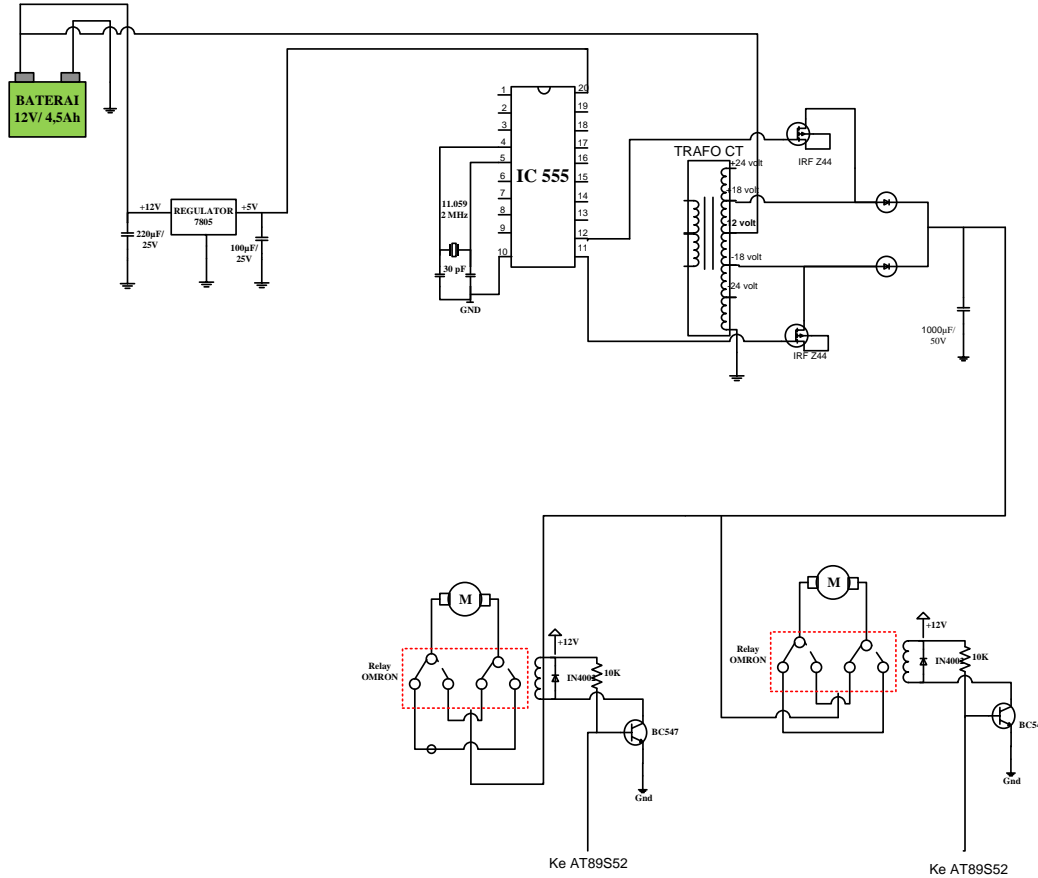 BATERAI
12V/ 4,5Ah
+12V
REGULATOR
7805
+5V
220µF/
25V
100µF/
25V
1
2
3
4
5
6
7
8
9
10
20
19
18
17
16
15
14
13
12
11
IC 555
11.059
2 MHz
30 pF
GND
TRAFO CT
+24 volt
+18 volt
12 volt
-18 volt
-24 volt
IRF Z44
IRF Z44
1000µF/
50V
M
Relay
OMRON
+12V
IN4002
10K
BC547
Gnd
Ke AT89S52
M
Relay
OMRON
+12V
IN4002
10K
Gnd
Ke AT89S52